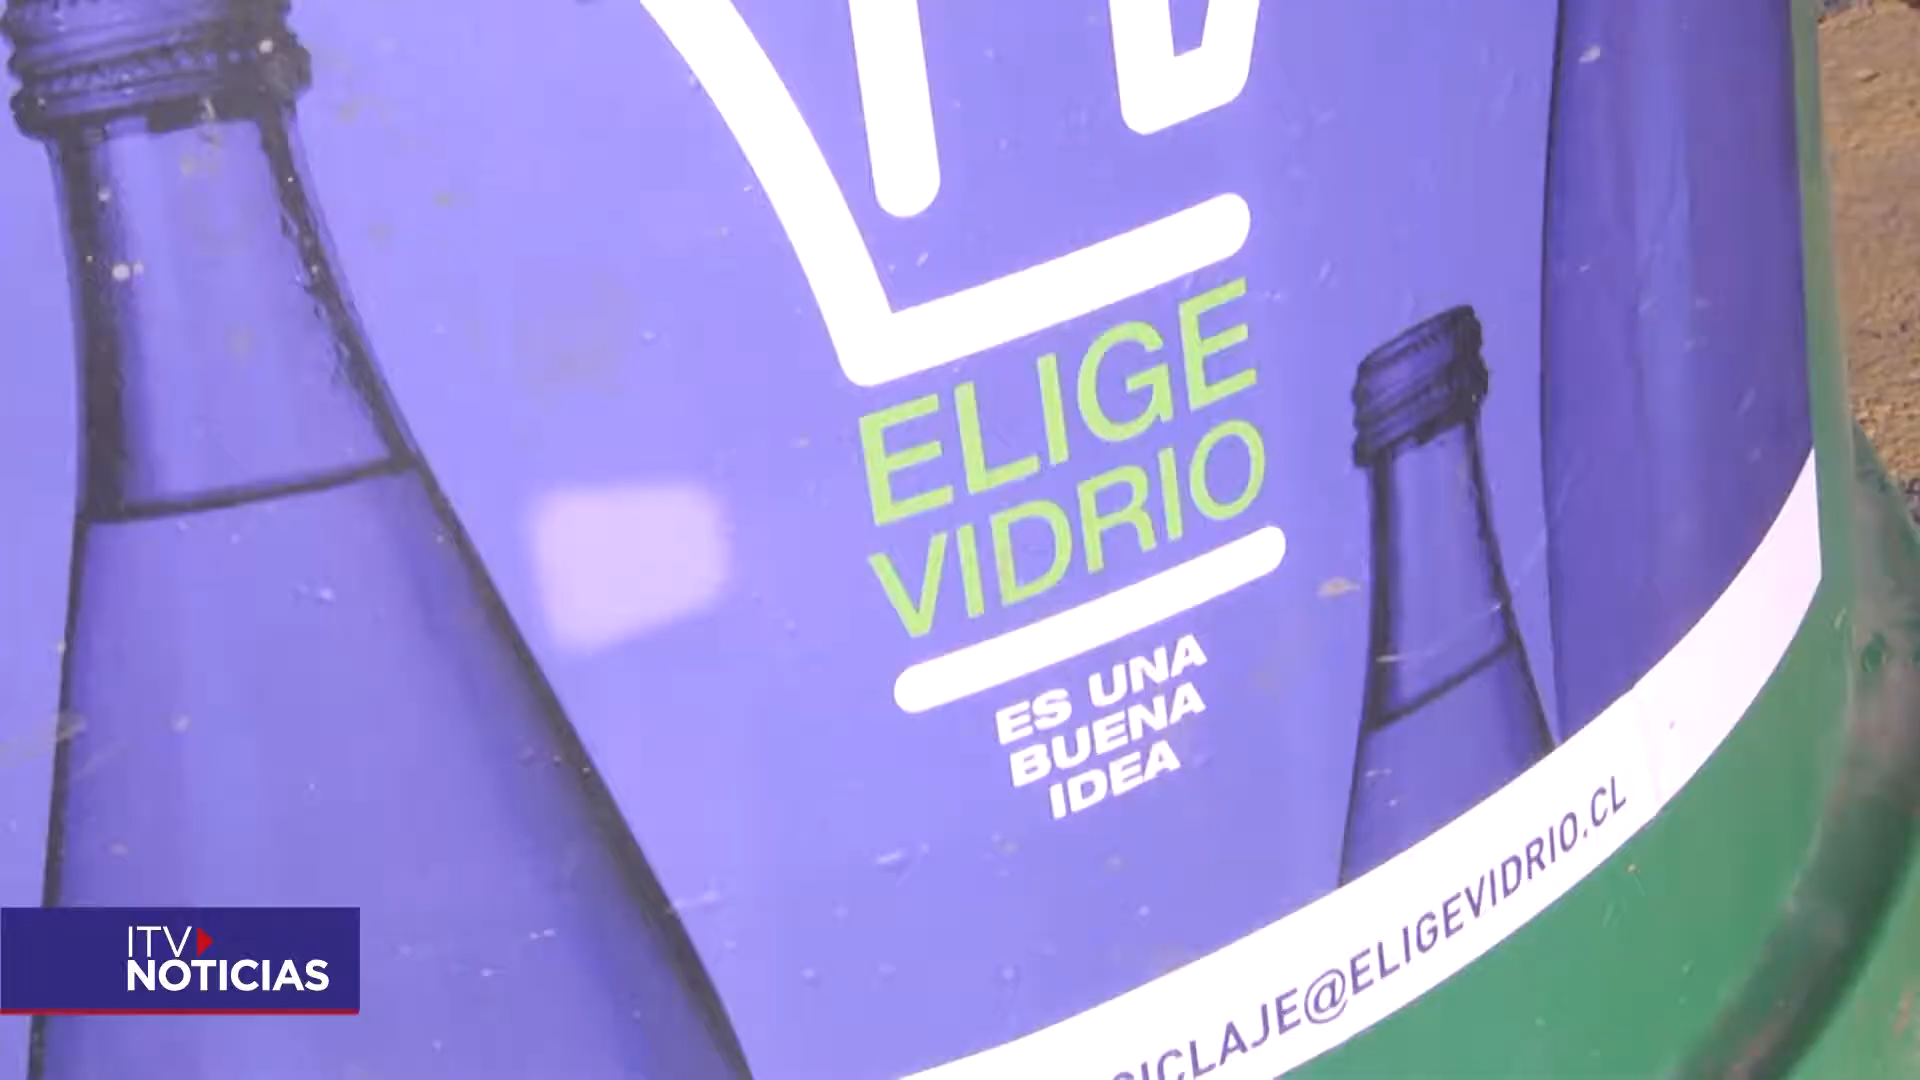 ELIGE
VIDRIO
ES UNA
BUENA
IDEA
CICLAJE@ELIGEVIDRIO.CL
ITV
NOTICIAS